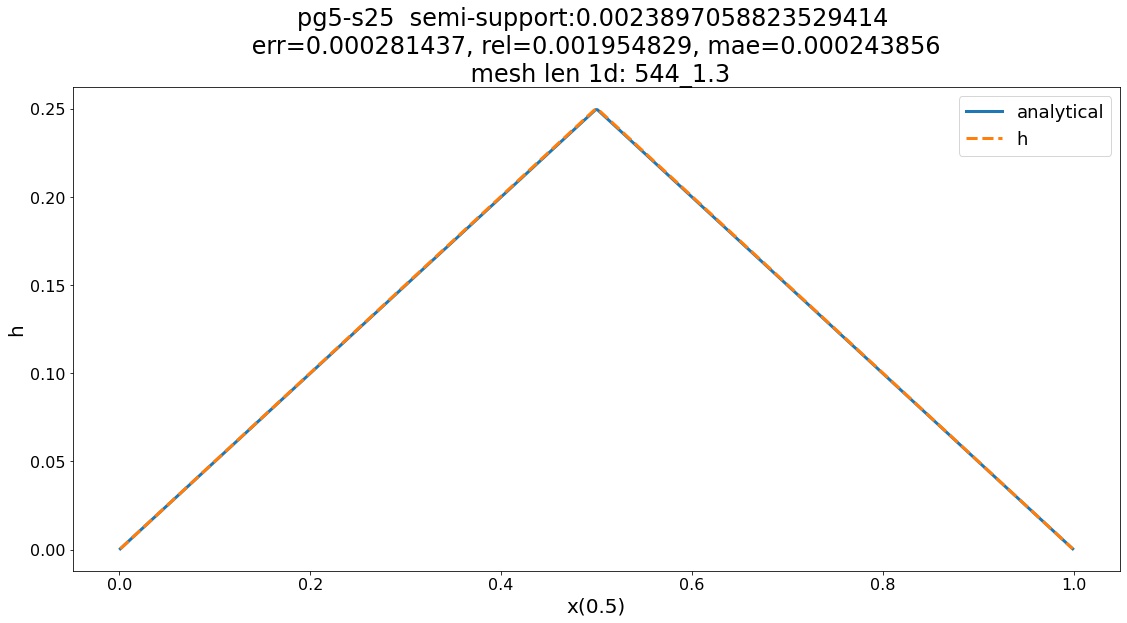 pg5-s25 semi-support:0.0023897058823529414
err=0.000281437, rel=0.001954829, mae=0.000243856
mesh len 1d: 544_1.3
analytical
h
0.25
0.20
0.15
0.10
0.05
0.00
h
0.0 0.2 0.4 0.6 0.8 1.0
x(0.5)